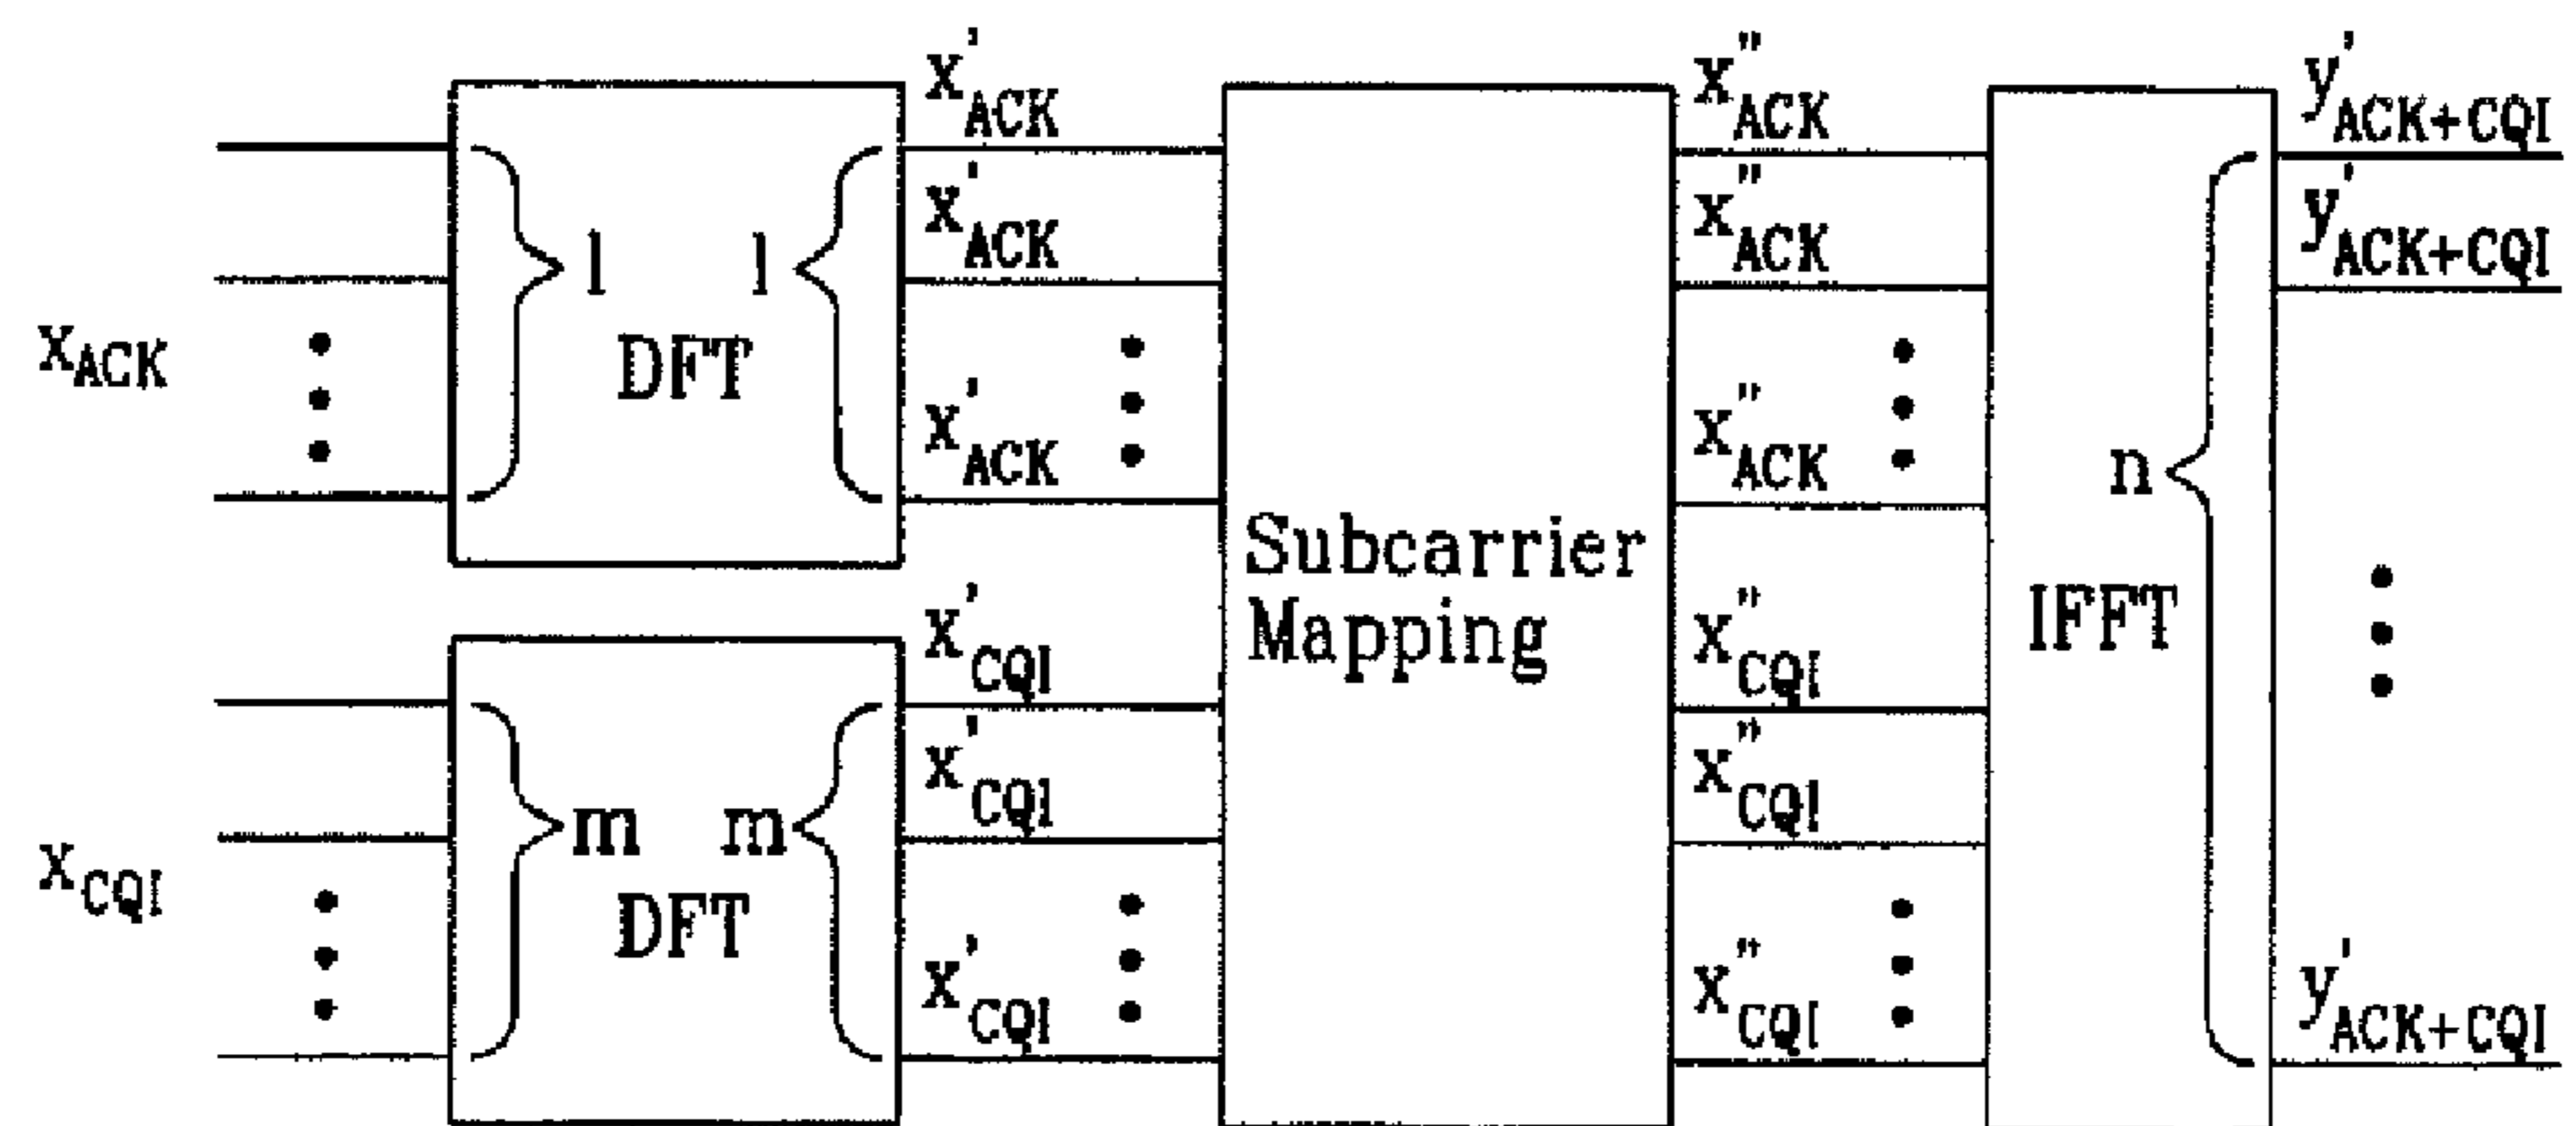 x'ACK x"ACK y'ACK+CQI
x'ACK x"ACK y'ACK+CQI
l l n
xACK DFT x'ACK x"ACK
Subcarrier
Mapping
x'CQI x"CQI IFFT
x'CQI x"CQI
m m
xCQI DFT
x'CQI x"CQI y'ACK+CQI